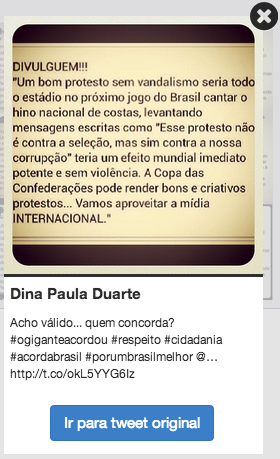 DIVULGUEM!!!
"Um bom protesto sem vandalismo seria todo
o estádio no próximo jogo do Brasil cantar o
hino nacional de costas, levantando
mensagens escritas como "Esse protesto não
é contra a seleção, mas sim contra a nossa
corrupção" teria um efeito mundial imediato
potente e sem violência. A Copa das
Confederações pode render bons e criativos
protestos... Vamos aproveitar a mídia
INTERNACIONAL."
Dina Paula Duarte
Acho válido... quem concorda?
#ogiganteacordou #respeito #cidadania
#acordabrasil #porumbrasilmelhor @…
http://t.co/okL5YYG6Iz
Ir para tweet original